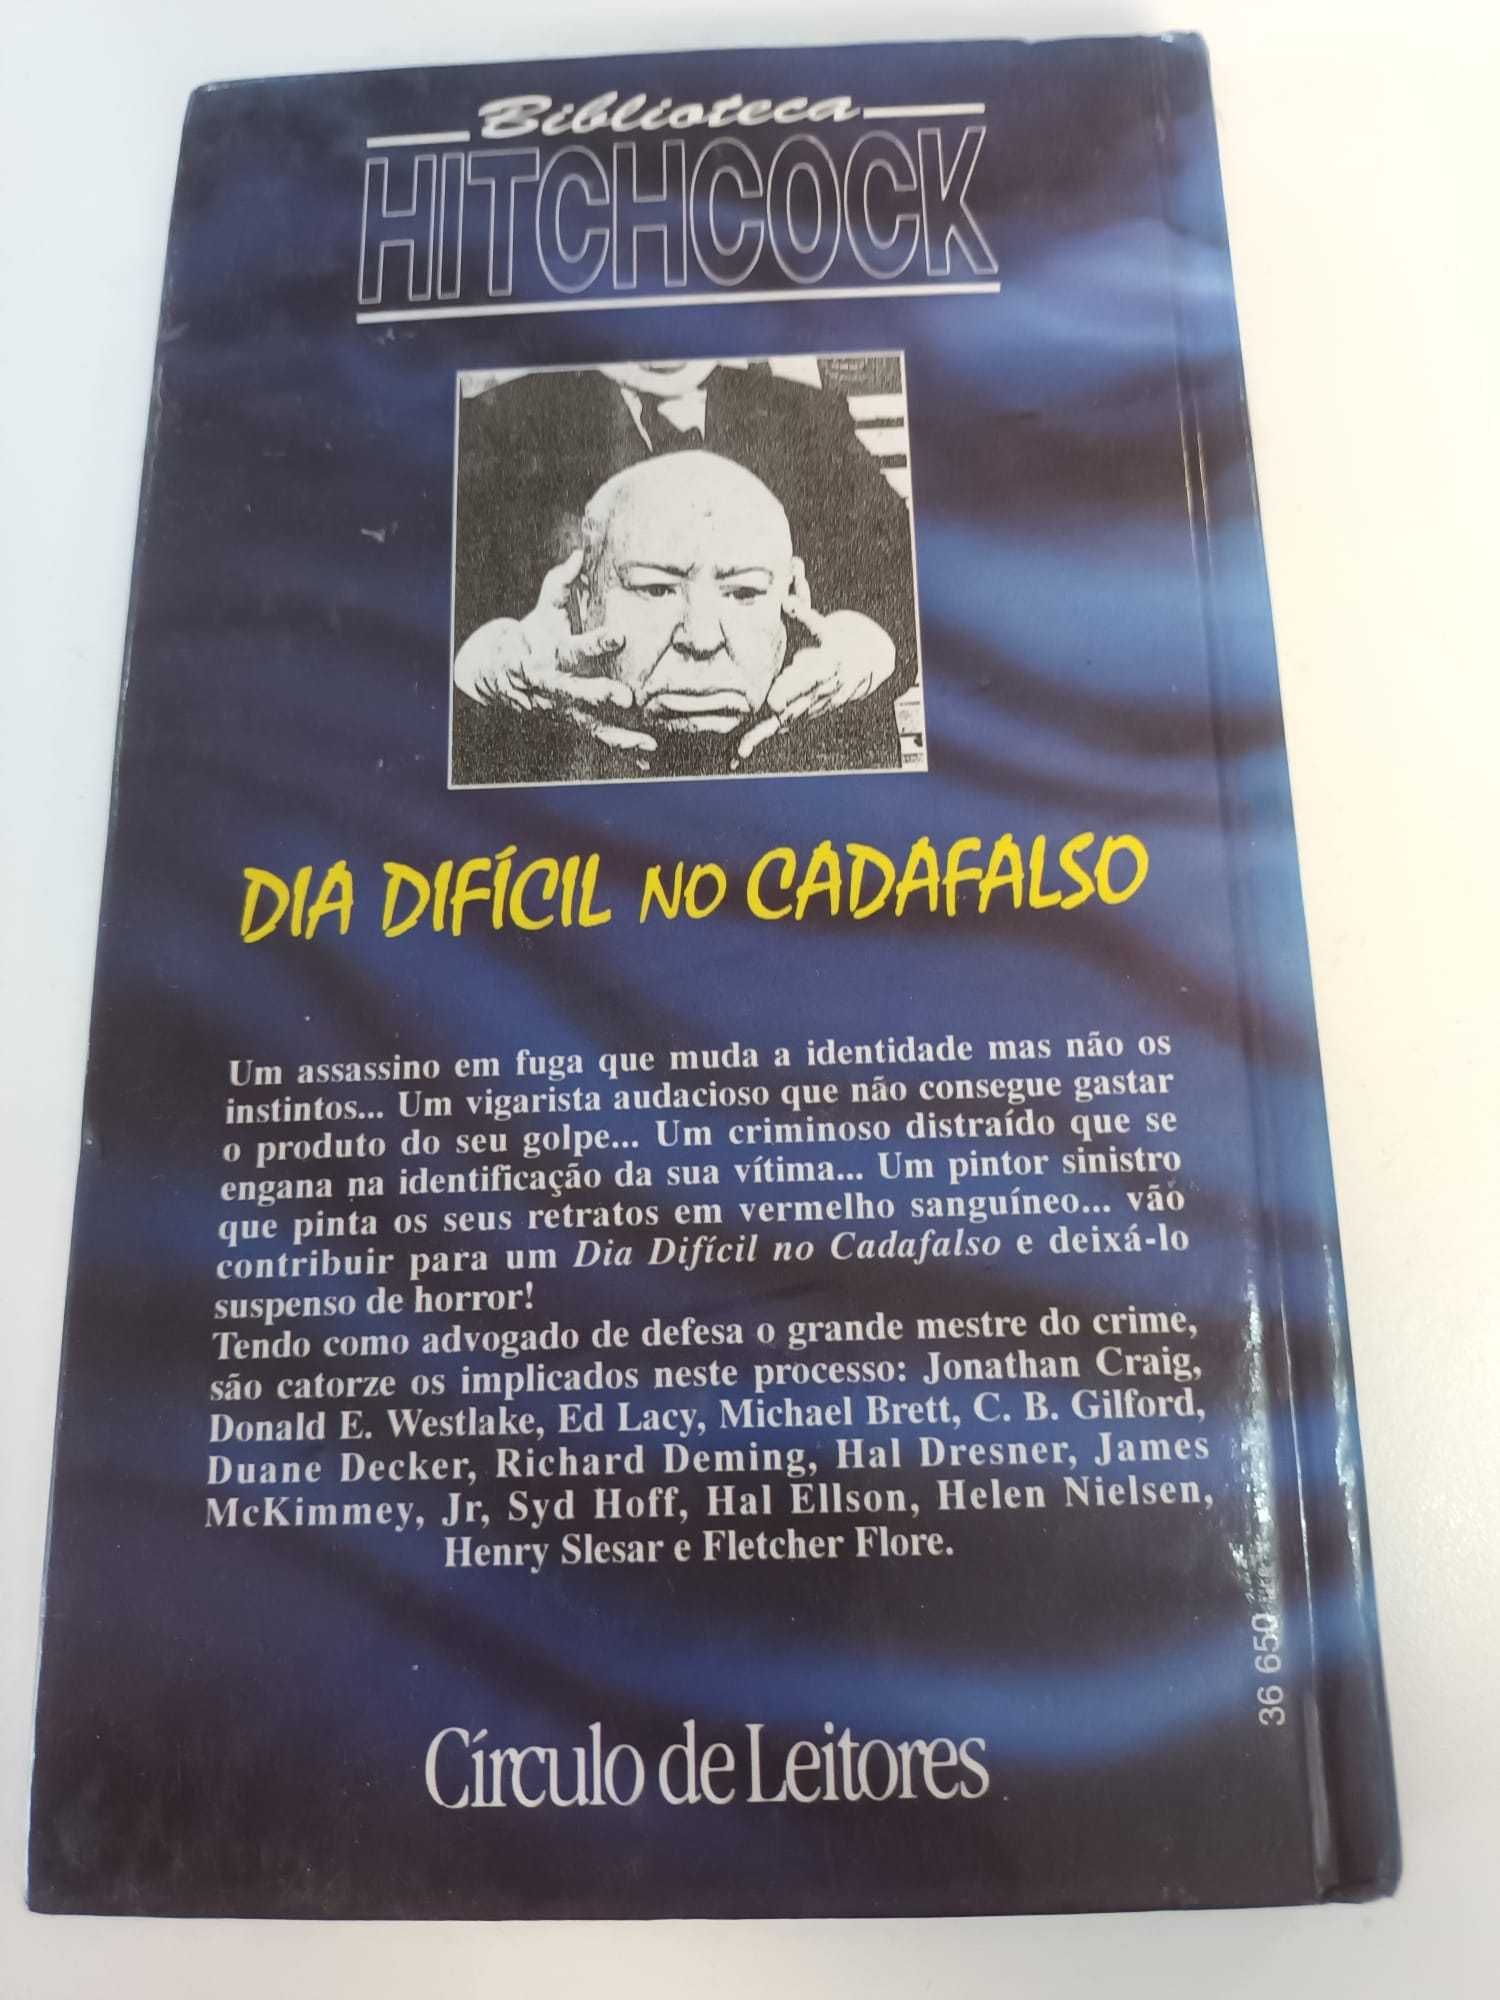 Biblioteca
HITCHCOCK
DIA DIFÍCIL NO CADAFALSO
Um assassino em fuga que muda a identidade mas não os
instintos... Um vigarista audacioso que não consegue gastar
o produto do seu golpe... Um criminoso distraído que se
engana na identificação da sua vítima... Um pintor sinistro
que pinta os seus retratos em vermelho sanguíneo... vão
contribuir para um Dia Difícil no Cadafalso e deixá-lo
suspenso de horror!
Tendo como advogado de defesa o grande mestre do crime,
são catorze os implicados neste processo: Jonathan Craig,
Donald E. Westlake, Ed Lacy, Michael Brett, C. B. Gilford,
Duane Decker, Richard Deming, Hal Dresner, James
McKimmey, Jr, Syd Hoff, Hal Ellson, Helen Nielsen,
Henry Slesar e Fletcher Flore.
36 650
Círculo de Leitores